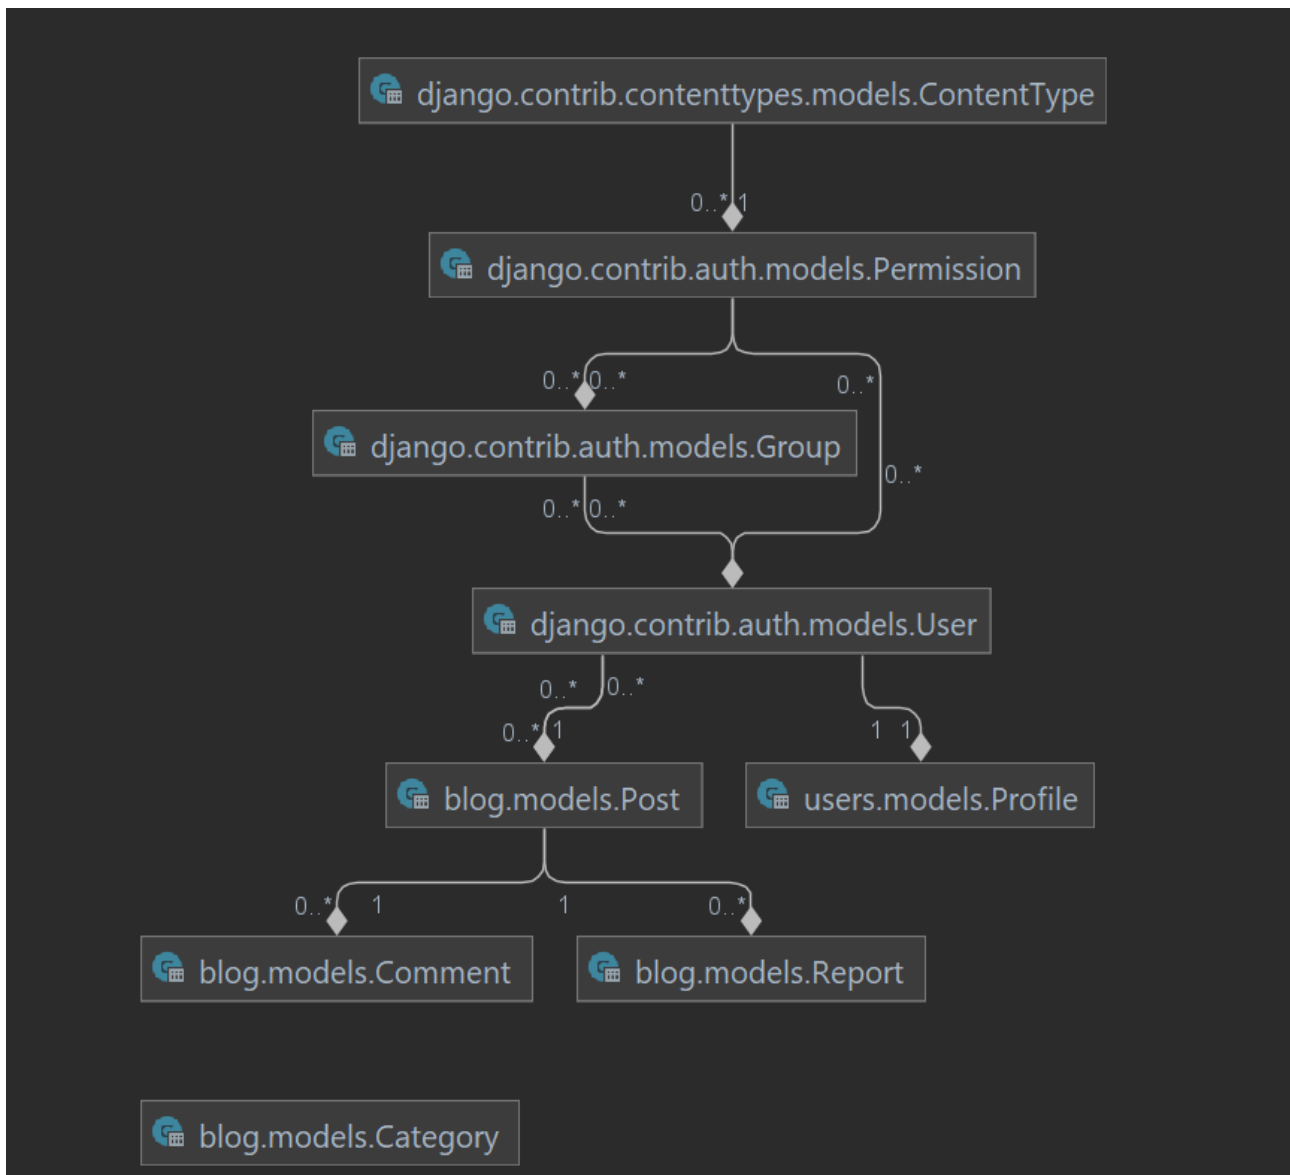 django.contrib.contenttypes.models.ContentType
0..* 1
django.contrib.auth.models.Permission
0..* 0..*
0..*
django.contrib.auth.models.Group
0..*
0..* 0..*
django.contrib.auth.models.User
0..* 0..*
0..* 1
1 1
blog.models.Post
users.models.Profile
0..* 1
1 0..*
blog.models.Comment
blog.models.Report
blog.models.Category